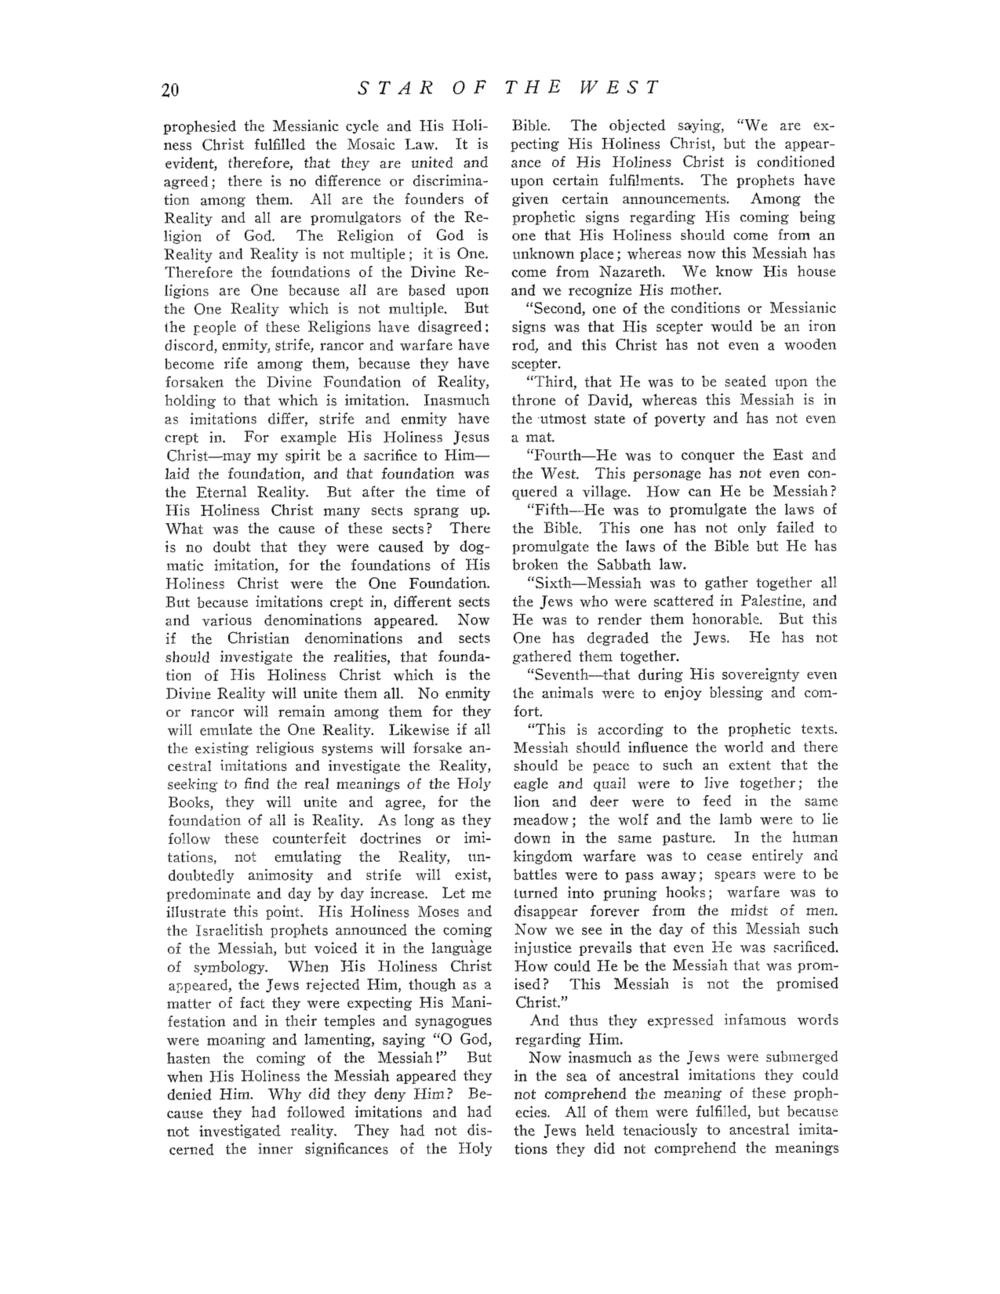 20
STAR OF THE WEST
prophesied the Messianic cycle and His Holi-
ness Christ fulfilled the Mosaic Law. It is
evident, therefore, that they are united and
agreed; there is no difference or discrimina-
tion among them. All are the founders of
Reality and all are promulgators of the Re-
ligion of God. The Religion of God is
Reality and Reality is not multiple; it is One.
Therefore the foundations of the Divine Re-
ligions are One because all are based upon
the One Reality which is not multiple. But
the people of these Religions have disagreed;
discord, enmity, strife, rancor and warfare have
become rife among them, because they have
forsaken the Divine Foundation of Reality,
holding to that which is imitation. Inasmuch
as imitations differ, strife and enmity have
crept in. For example His Holiness Jesus
Christ—may my spirit be a sacrifice to Him—
laid the foundation, and that foundation was
the Eternal Reality. But after the time of
His Holiness Christ many sects sprang up.
What was the cause of these sects? There
is no doubt that they were caused by dog-
matic imitation, for the foundations of His
Holiness Christ were the One Foundation.
But because imitations crept in, different sects
and various denominations appeared. Now
if the Christian denominations and sects
should investigate the realities, that founda-
tion of His Holiness Christ which is the
Divine Reality will unite them all. No enmity
or rancor will remain among them for they
will emulate the One Reality. Likewise if all
the existing religious systems will forsake an-
cestral imitations and investigate the Reality,
seeking to find the real meanings of the Holy
Books, they will unite and agree, for the
foundation of all is Reality. As long as they
follow these counterfeit doctrines or imi-
tations, not emulating the Reality, un-
doubtedly animosity and strife will exist,
predominate and day by day increase. Let me
illustrate this point. His Holiness Moses and
the Israelitish prophets announced the coming
of the Messiah, but voiced it in the language
of symbology. When His Holiness Christ
appeared, the Jews rejected Him, though as a
matter of fact they were expecting His Mani-
festation and in their temples and synagogues
were moaning and lamenting, saying "O God,
hasten the coming of the Messiah!" But
when His Holiness the Messiah appeared they
denied Him. Why did they deny Him? Be-
cause they had followed imitations and had
not investigated reality. They had not dis-
cerned the inner significances of the Holy
Bible. The objected saying, "We are ex-
pecting His Holiness Christ, but the appear-
ance of His Holiness Christ is conditioned
upon certain fulfilments. The prophets have
given certain announcements. Among the
prophetic signs regarding His coming being
one that His Holiness should come from an
unknown place; whereas now this Messiah has
come from Nazareth. We know His house
and we recognize His mother.
"Second, one of the conditions or Messianic
signs was that His scepter would be an iron
rod, and this Christ has not even a wooden
scepter.
"Third, that He was to be seated upon the
throne of David, whereas this Messiah is in
the utmost state of poverty and has not even
a mat.
"Fourth—He was to conquer the East and
the West. This personage has not even con-
quered a village. How can He be Messiah?
"Fifth—He was to promulgate the laws of
the Bible. This one has not only failed to
promulgate the laws of the Bible but He has
broken the Sabbath law.
"Sixth—Messiah was to gather together all
the Jews who were scattered in Palestine, and
He was to render them honorable. But this
One has degraded the Jews. He has not
gathered them together.
"Seventh—that during His sovereignty even
the animals were to enjoy blessing and com-
fort.
"This is according to the prophetic texts.
Messiah should influence the world and there
should be peace to such an extent that the
eagle and quail were to live together; the
lion and deer were to feed in the same
meadow; the wolf and the lamb were to lie
down in the same pasture. In the human
kingdom warfare was to cease entirely and
battles were to pass away; spears were to be
turned into pruning hooks; warfare was to
disappear forever from the midst of men.
Now we see in the day of this Messiah such
injustice prevails that even He was sacrificed.
How could He be the Messiah that was prom-
ised? This Messiah is not the promised
Christ."
And thus they expressed infamous words
regarding Him.
Now inasmuch as the Jews were submerged
in the sea of ancestral imitations they could
not comprehend the meaning of these proph-
ecies. All of them were fulfilled, but because
the Jews held tenaciously to ancestral imita-
tions they did not comprehend the meanings